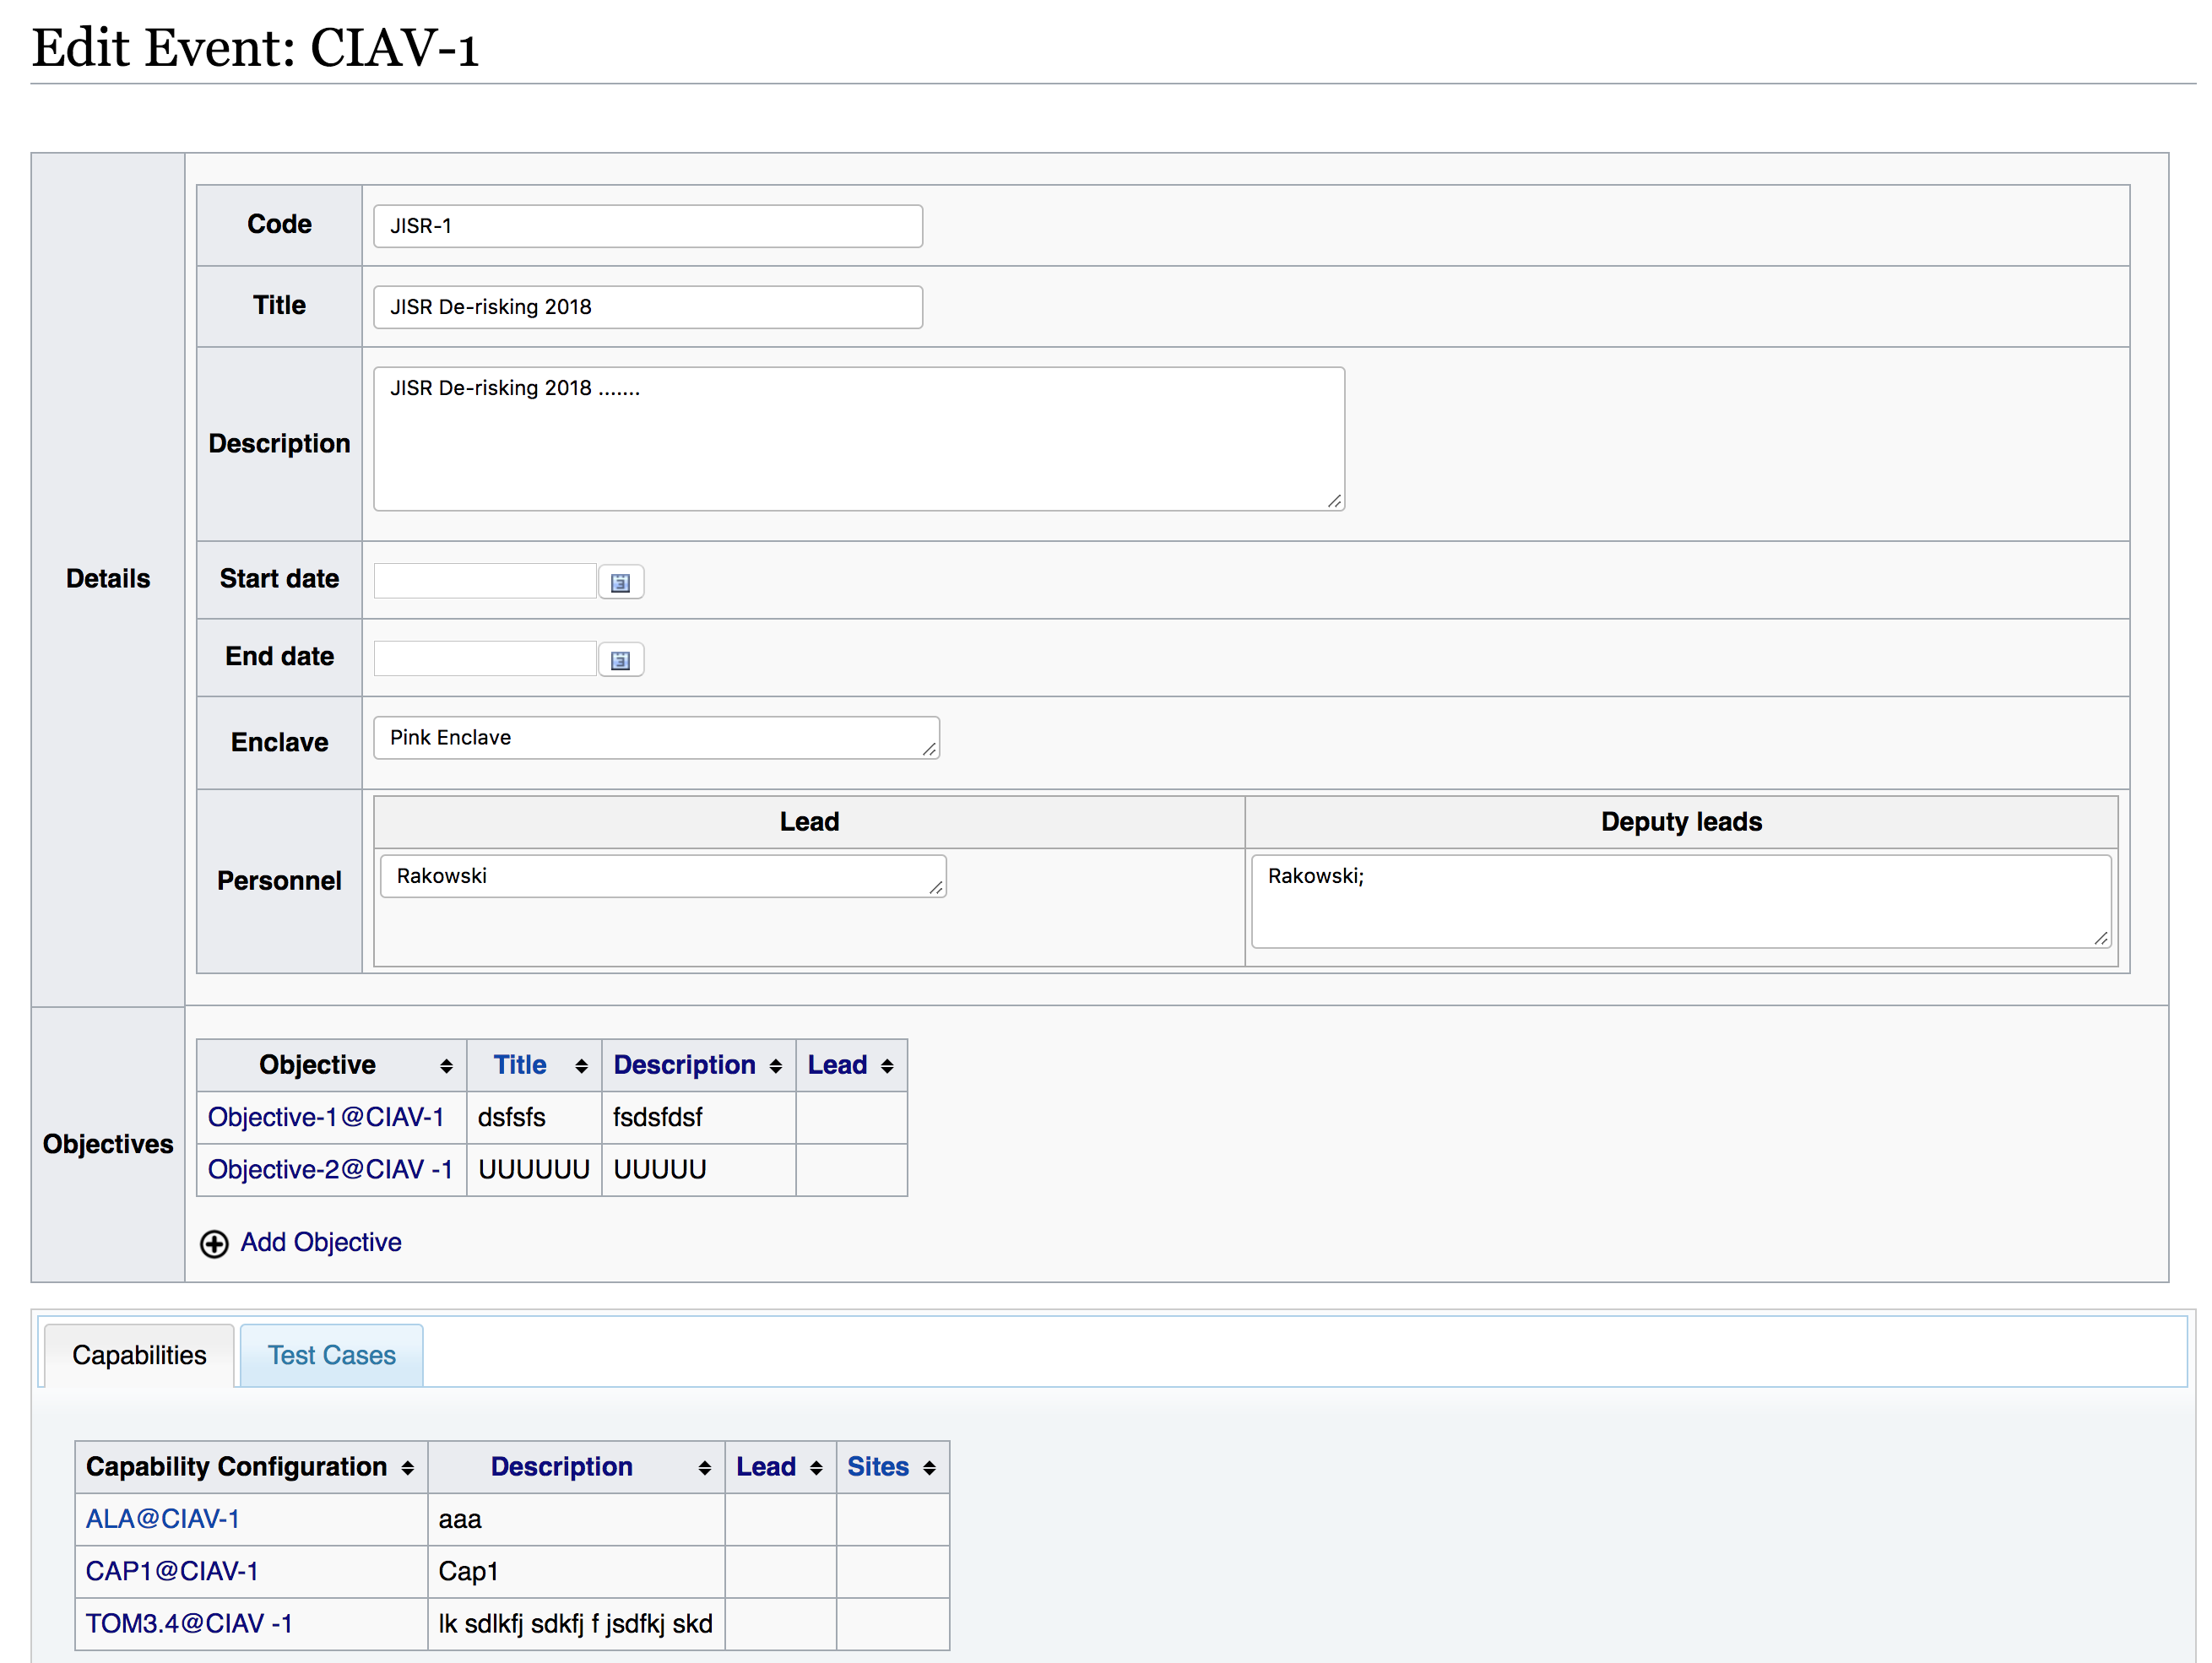 Edit Event: CIAV-1
Details
Code
JISR-1
Title
JISR De-risking 2018
Description
JISR De-risking 2018 .......
Start date
End date
Enclave
Pink Enclave
Personnel
Lead Deputy leads
Rakowski Rakowski;
Objectives
Objective Title Description Lead
Objective-1@CIAV-1 dsfsfs fsdsfdsf
Objective-2@CIAV -1 UUUUUU UUUUU
Add Objective
Capabilities Test Cases
Capability Configuration Description Lead Sites
ALA@CIAV-1 aaa
CAP1@CIAV-1 Cap1
TOM3.4@CIAV -1 lk sdlkfj sdkfj f jsdfkj skd